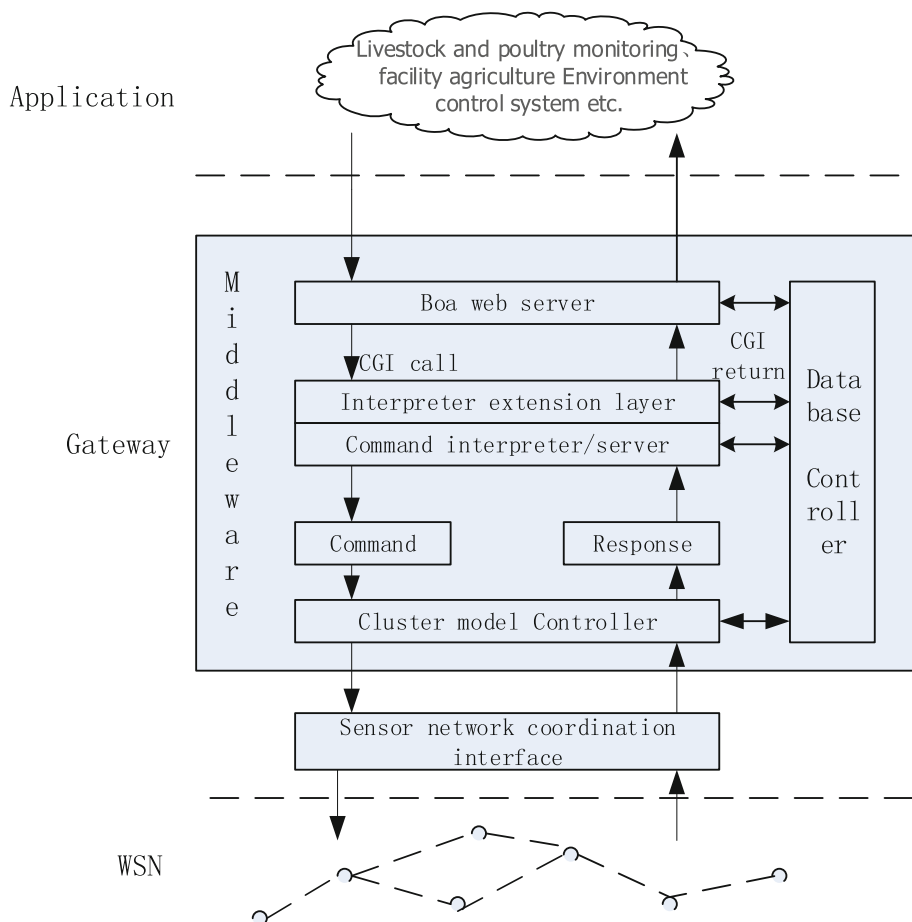 Livestock and poultry monitoring、
facility agriculture Environment
control system etc.
Application
M
i
d
d
l
e
w
a
r
e
Boa web server
CGI call
CGI
return
Interpreter extension layer
Command interpreter/server
Data
base
Cont
roll
er
Gateway
Command
Response
Cluster model Controller
Sensor network coordination
interface
WSN